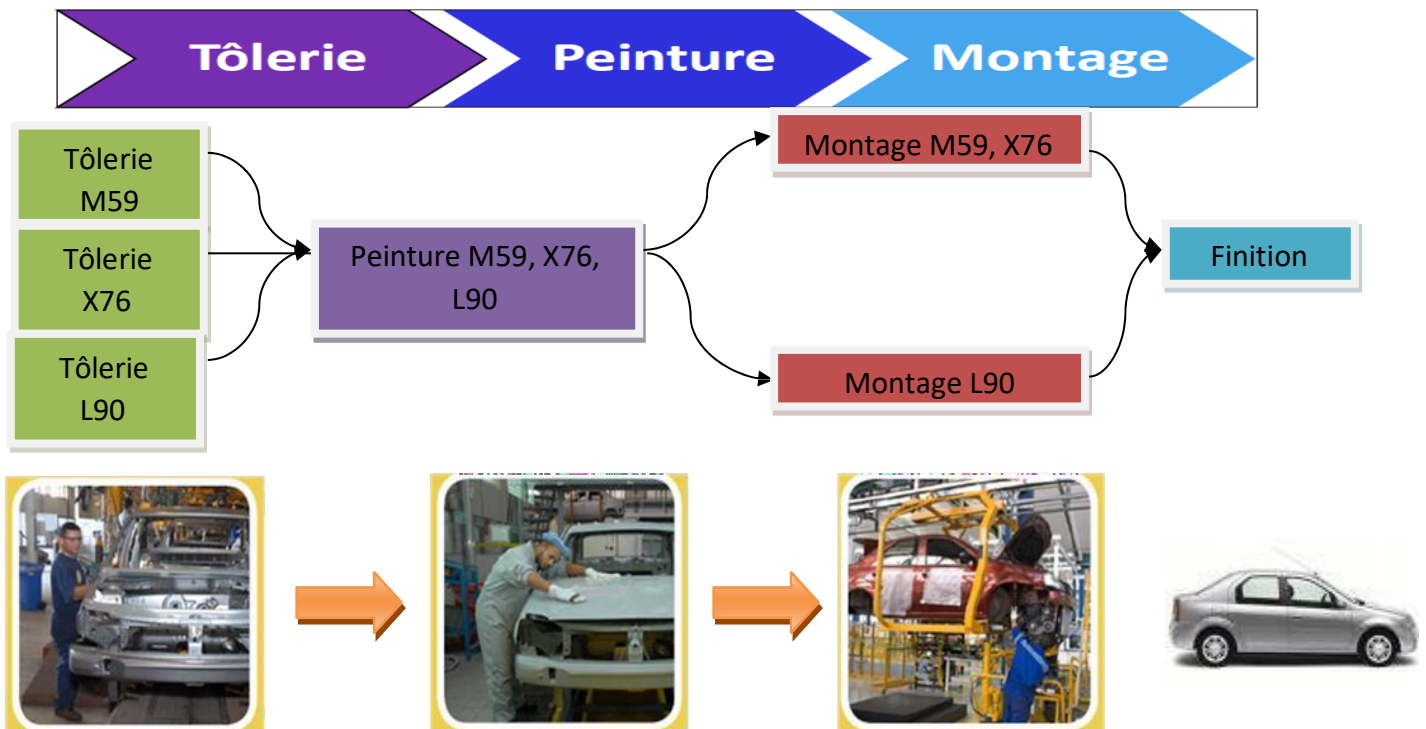 Tôlerie
Peinture
Montage
Tôlerie
M59
Tôlerie
X76
Tôlerie
L90
Peinture M59, X76,
L90
Montage M59, X76
Montage L90
Finition